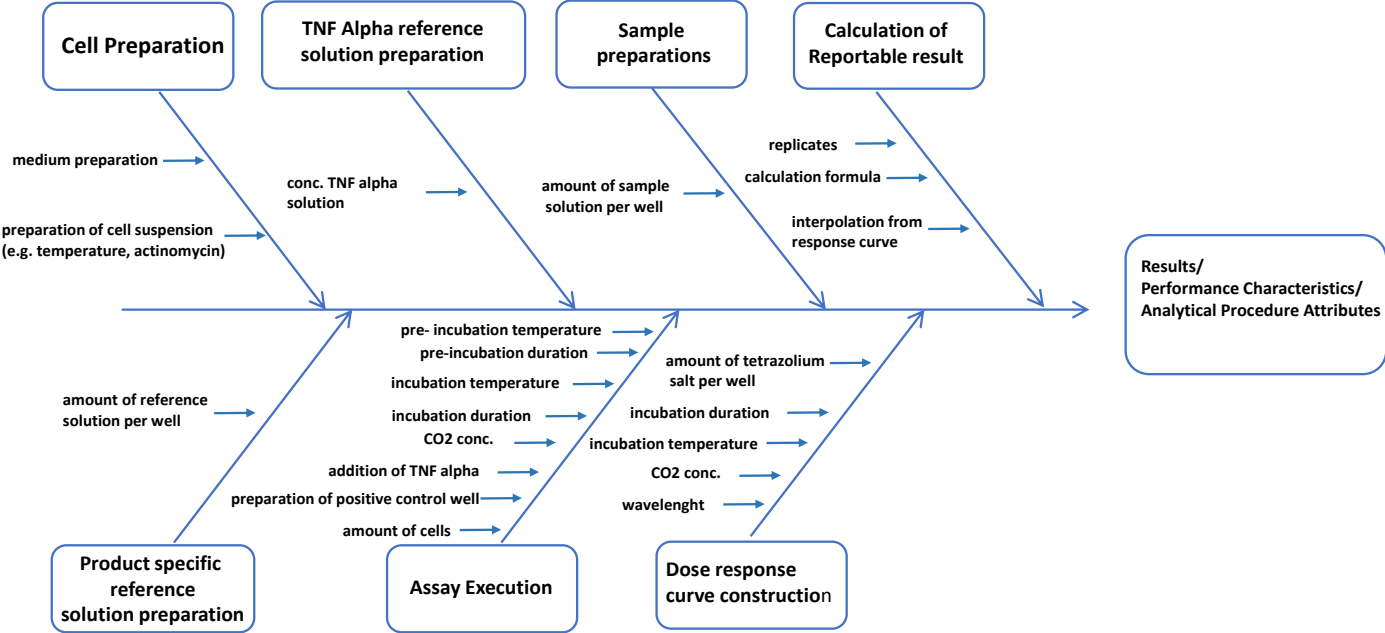 Cell Preparation
TNF Alpha reference
solution preparation
Sample
preparations
Calculation of
Reportable result
medium preparation
preparation of cell suspension
(e.g. temperature, actinomycin)
conc. TNF alpha
solution
amount of sample
solution per well
replicates
calculation formula
interpolation from
response curve
Results/
Performance Characteristics/
Analytical Procedure Attributes
amount of reference
solution per well
pre- incubation temperature
pre-incubation duration
incubation temperature
incubation duration
CO2 conc.
addition of TNF alpha
preparation of positive control well
amount of cells
amount of tetrazolium
salt per well
incubation duration
incubation temperature
CO2 conc.
wavelenght
Product specific
reference
solution preparation
Assay Execution
Dose response
curve construction